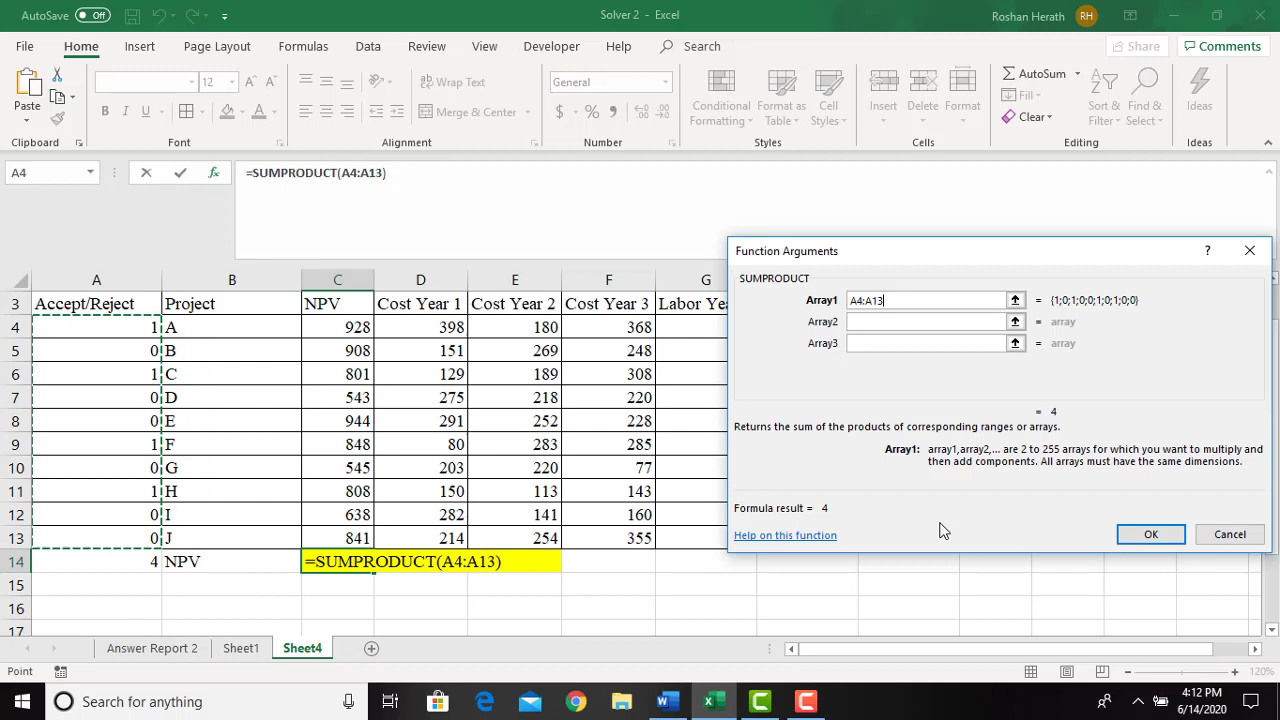 AutoSave Off Solver 2 - Excel Roshan Herath RH
File Home Insert Page Layout Formulas Data Review View Developer Help Search Share Comments
Paste 12 A A Wrap Text General AutoSum
B I U Merge & Center $ % , Conditional Formatting Format as Table Cell Styles Insert Delete Format Fill Clear Sort & Filter Find & Select Ideas
Clipboard Font Alignment Number Styles Cells Editing Ideas
A4 fx =SUMPRODUCT(A4:A13)
A B C D E F G
3 Accept/Reject Project NPV Cost Year 1 Cost Year 2 Cost Year 3 Labor Yea
4 1 A 928 398 180 368
5 0 B 908 151 269 248
6 1 C 801 129 189 308
7 0 D 543 275 218 220
8 0 E 944 291 252 228
9 1 F 848 80 283 285
10 0 G 545 203 220 77
11 1 H 808 150 113 143
12 0 I 638 282 141 160
13 0 J 841 214 254 355
14 4 NPV =SUMPRODUCT(A4:A13)
15
16
17
Function Arguments ?
SUMPRODUCT
Array1 A4:A13 = {1;0;1;0;0;1;0;1;0;0}
Array2 = array
Array3 = array
= 4
Returns the sum of the products of corresponding ranges or arrays.
Array1: array1,array2,... are 2 to 255 arrays for which you want to multiply and
then add components. All arrays must have the same dimensions.
Formula result = 4
Help on this function OK Cancel
Answer Report 2 Sheet1 Sheet4
Point 120%
Search for anything 4:12 PM
6/14/2020